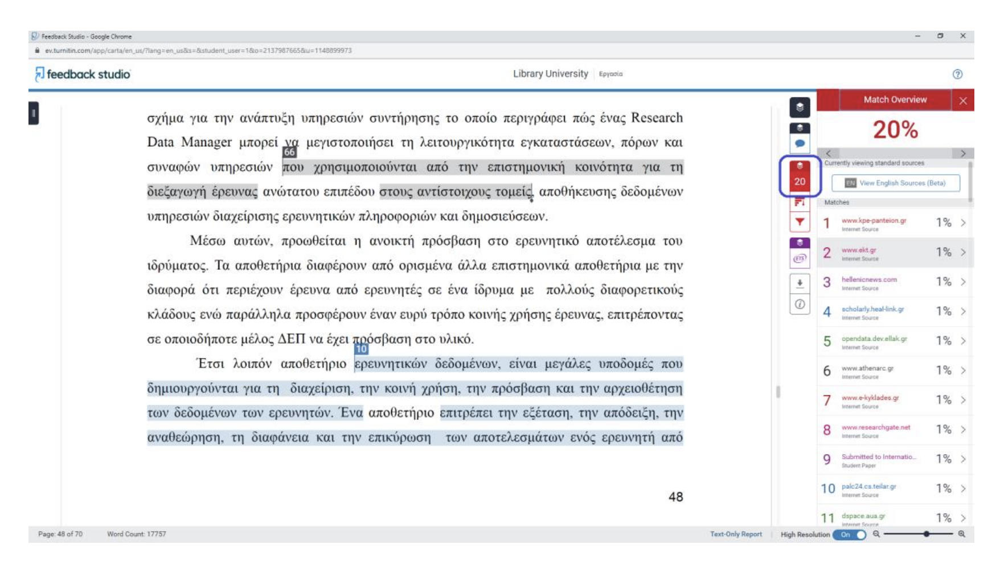 Feedback Studio - Google Chrome
ev.turnitin.com/app/carta/en_us/?lang=en_us&s=&student_user=1&o=2137987665&u=1148899973
feedback studio
Library University Εργασία
σχήμα για την ανάπτυξη υπηρεσιών συντήρησης το οποίο περιγράφει πώς ένας Research
Data Manager μπορεί να μεγιστοποιήσει τη λειτουργικότητα εγκαταστάσεων, πόρων και
66
συναφών υπηρεσιών που χρησιμοποιούνται από την επιστημονική κοινότητα για τη
διεξαγωγή έρευνας ανώτατου επιπέδου στους αντίστοιχους τομείς, αποθήκευσης δεδομένων
υπηρεσιών διαχείρισης ερευνητικών πληροφοριών και δημοσιεύσεων.
Μέσω αυτών, προωθείται η ανοικτή πρόσβαση στο ερευνητικό αποτέλεσμα του
ιδρύματος. Τα αποθετήρια διαφέρουν από ορισμένα άλλα επιστημονικά αποθετήρια με την
διαφορά ότι περιέχουν έρευνα από ερευνητές σε ένα ίδρυμα με πολλούς διαφορετικούς
κλάδους ενώ παράλληλα προσφέρουν έναν ευρύ τρόπο κοινής χρήσης έρευνας, επιτρέποντας
σε οποιοδήποτε μέλος ΔΕΠ να έχει πρόσβαση στο υλικό.
10
Έτσι λοιπόν αποθετήριο ερευνητικών δεδομένων, είναι μεγάλες υποδομές που
δημιουργούνται για τη διαχείριση, την κοινή χρήση, την πρόσβαση και την αρχειοθέτηση
των δεδομένων των ερευνητών. Ένα αποθετήριο επιτρέπει την εξέταση, την απόδειξη, την
αναθεώρηση, τη διαφάνεια και την επικύρωση των αποτελεσμάτων ενός ερευνητή από
48
20
ETS
Match Overview
20%
Currently viewing standard sources
EN View English Sources (Beta)
Matches
1 www.kpe-panteion.gr 1%
Internet Source
2 www.ekt.gr 1%
Internet Source
3 hellenicnews.com 1%
Internet Source
4 scholarly.heal-link.gr 1%
Internet Source
5 opendata.dev.ellak.gr 1%
Internet Source
6 www.athenarc.gr 1%
Internet Source
7 www.e-kyklades.gr 1%
Internet Source
8 www.researchgate.net 1%
Internet Source
9 Submitted to Internatio... 1%
Student Paper
10 palc24.cs.teilar.gr 1%
Internet Source
11 dspace.aua.gr 1%
Internet Source
Page: 48 of 70 Word Count: 17757 Text-Only Report High Resolution On